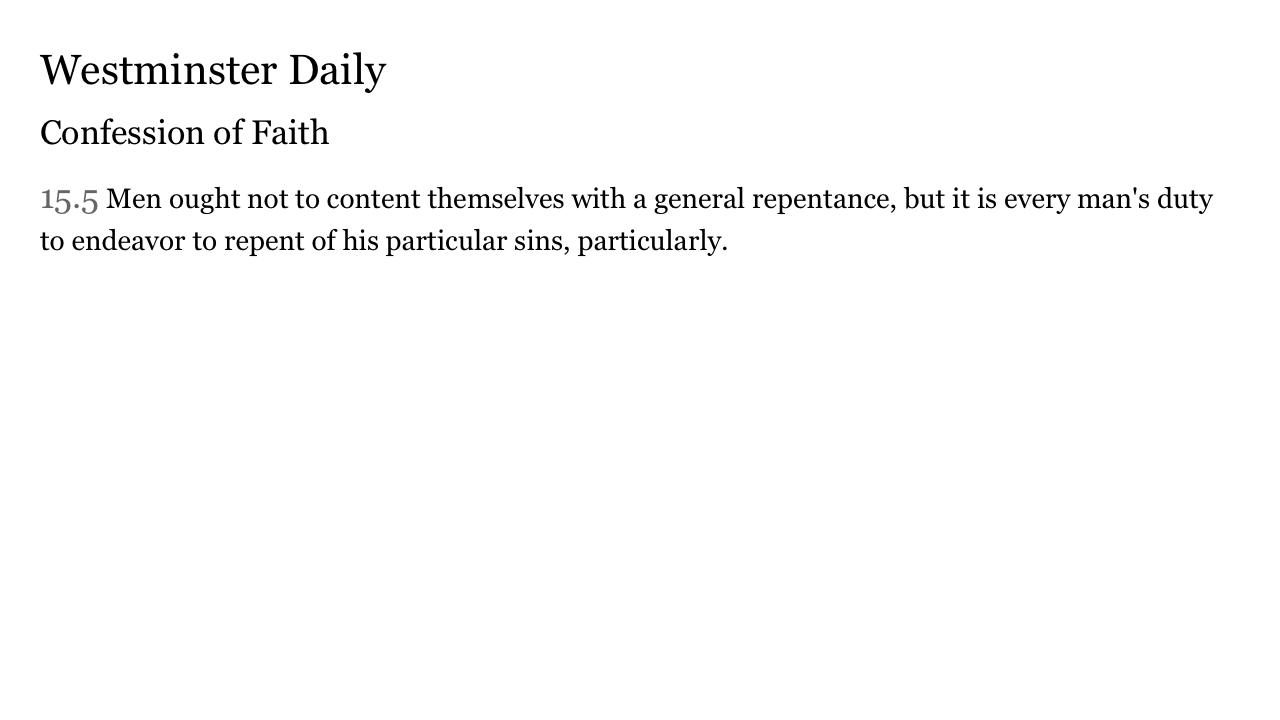 Westminster Daily
Confession of Faith
15.5 Men ought not to content themselves with a general repentance, but it is every man's duty
to endeavor to repent of his particular sins, particularly.